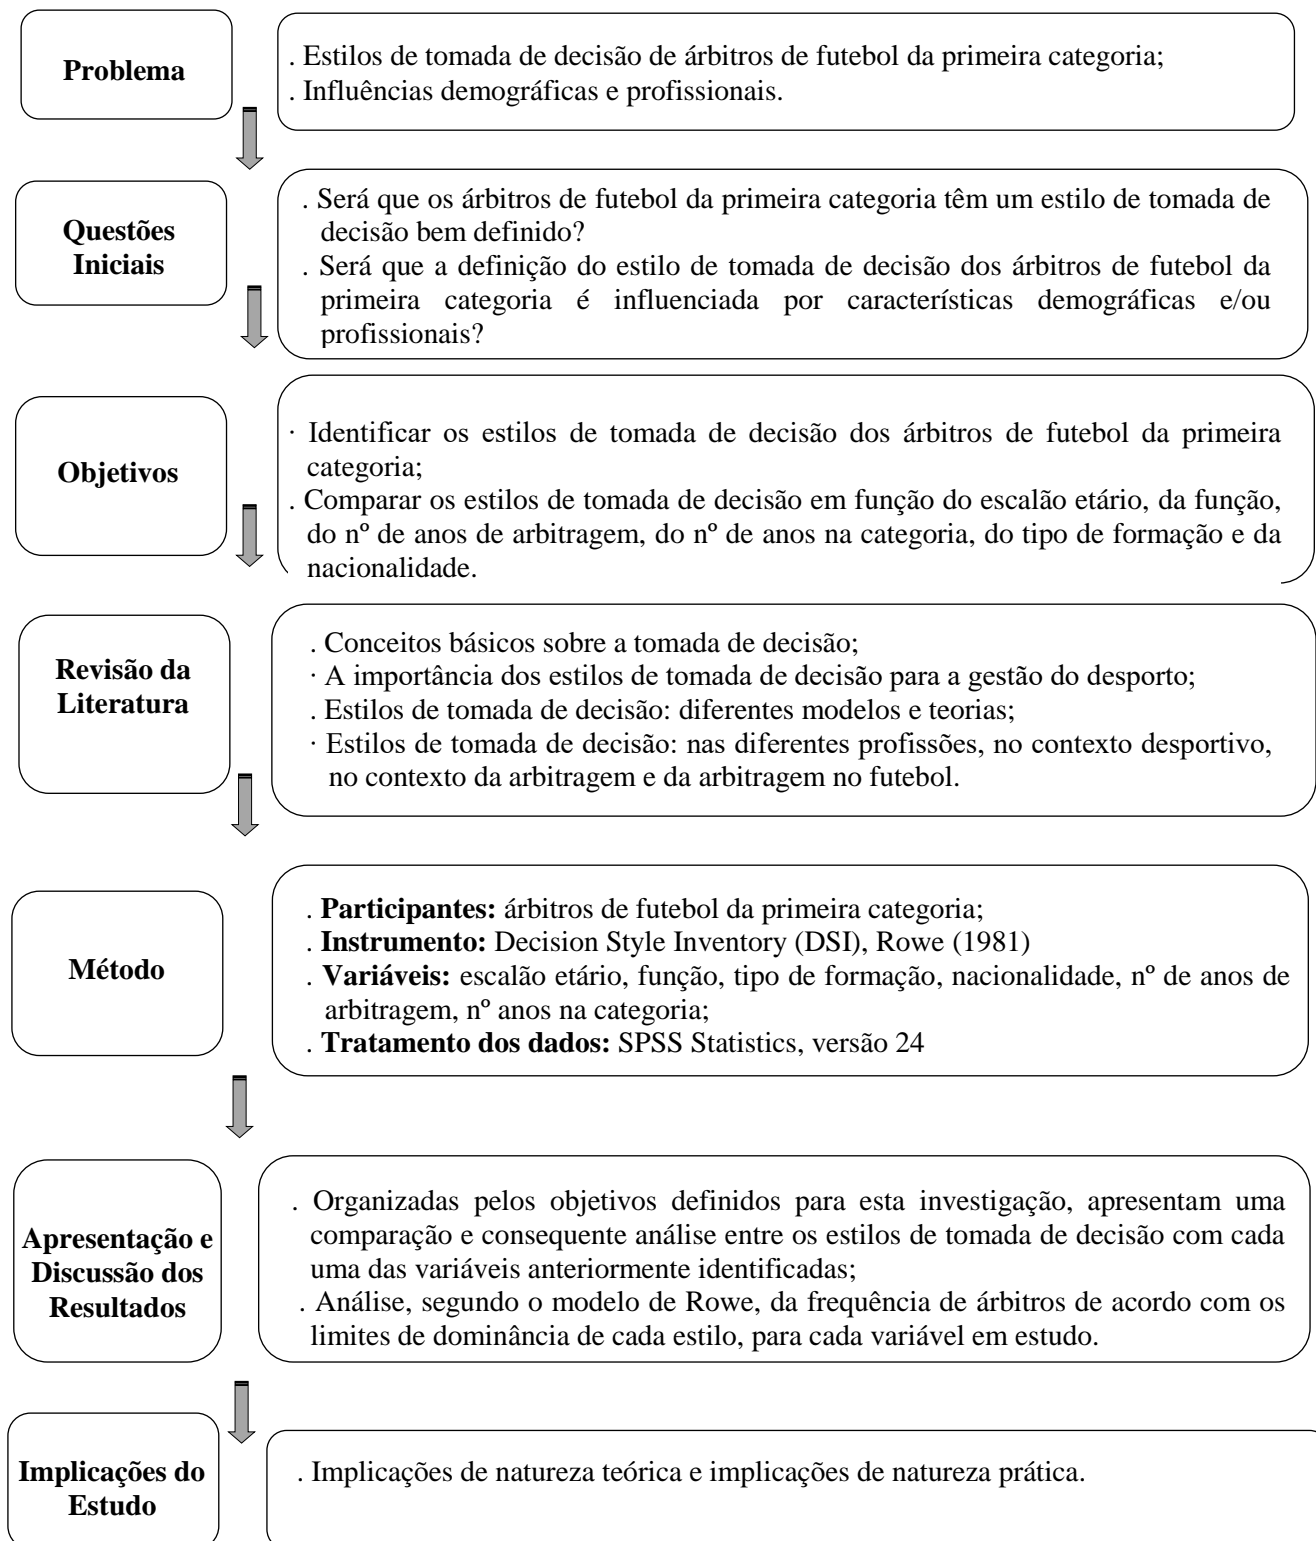 Problema
. Estilos de tomada de decisão de árbitros de futebol da primeira categoria;
. Influências demográficas e profissionais.
Questões
Iniciais
. Será que os árbitros de futebol da primeira categoria têm um estilo de tomada de
decisão bem definido?
. Será que a definição do estilo de tomada de decisão dos árbitros de futebol da
primeira categoria é influenciada por características demográficas e/ou
profissionais?
Objetivos
· Identificar os estilos de tomada de decisão dos árbitros de futebol da primeira
categoria;
. Comparar os estilos de tomada de decisão em função do escalão etário, da função,
do nº de anos de arbitragem, do nº de anos na categoria, do tipo de formação e da
nacionalidade.
Revisão da
Literatura
. Conceitos básicos sobre a tomada de decisão;
· A importância dos estilos de tomada de decisão para a gestão do desporto;
. Estilos de tomada de decisão: diferentes modelos e teorias;
· Estilos de tomada de decisão: nas diferentes profissões, no contexto desportivo,
no contexto da arbitragem e da arbitragem no futebol.
Método
. Participantes: árbitros de futebol da primeira categoria;
. Instrumento: Decision Style Inventory (DSI), Rowe (1981)
. Variáveis: escalão etário, função, tipo de formação, nacionalidade, nº de anos de
arbitragem, nº anos na categoria;
. Tratamento dos dados: SPSS Statistics, versão 24
Apresentação e
Discussão dos
Resultados
. Organizadas pelos objetivos definidos para esta investigação, apresentam uma
comparação e consequente análise entre os estilos de tomada de decisão com cada
uma das variáveis anteriormente identificadas;
. Análise, segundo o modelo de Rowe, da frequência de árbitros de acordo com os
limites de dominância de cada estilo, para cada variável em estudo.
Implicações do
Estudo
. Implicações de natureza teórica e implicações de natureza prática.